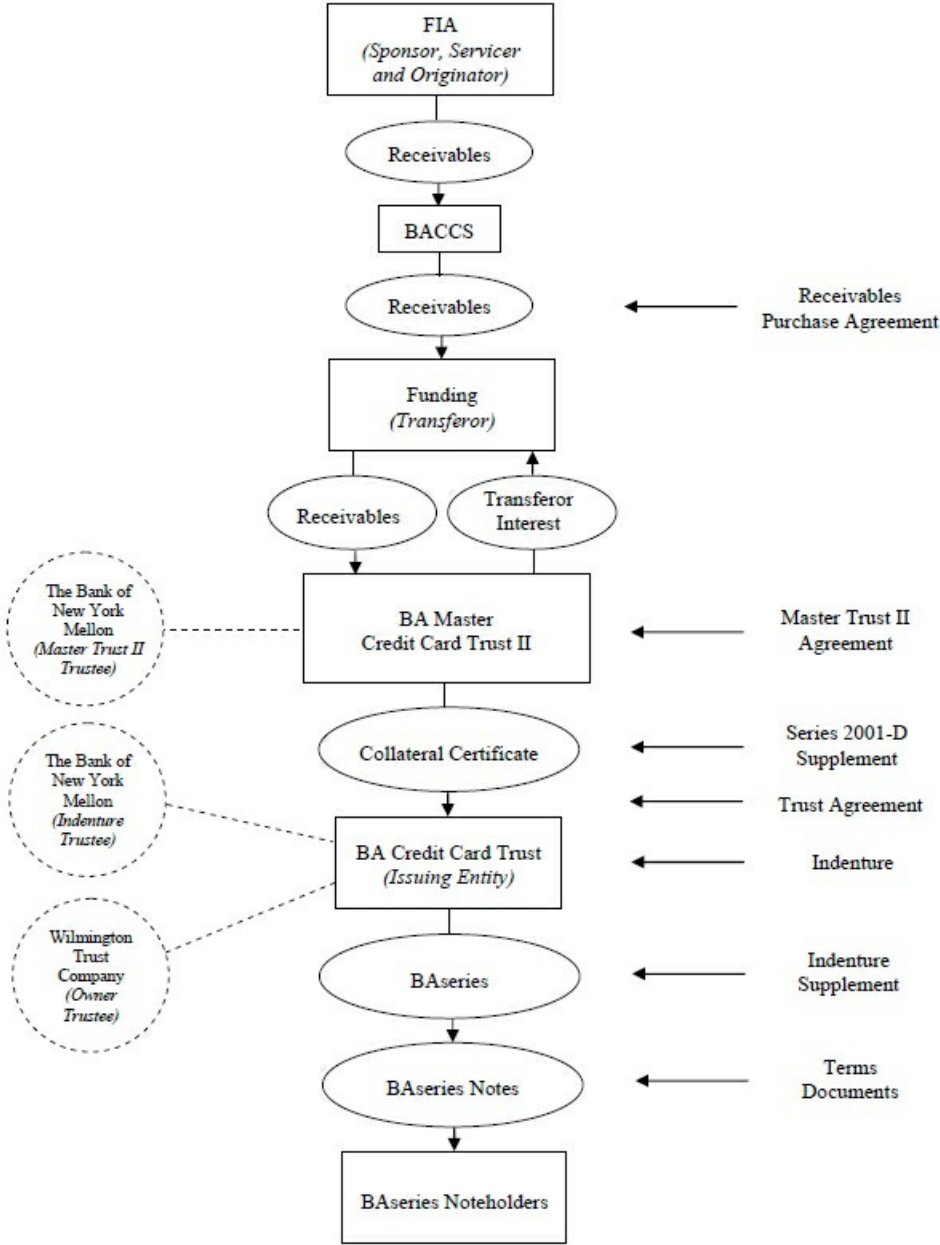 FIA
(Sponsor, Servicer
and Originator)
Receivables
BACCS
Receivables
Receivables
Purchase Agreement
Funding
(Transferor)
Receivables
Transferor
Interest
The Bank of
New York
Mellon
(Master Trust II
Trustee)
BA Master
Credit Card Trust II
Master Trust II
Agreement
Collateral Certificate
Series 2001-D
Supplement
The Bank of
New York
Mellon
(Indenture
Trustee)
Trust Agreement
BA Credit Card Trust
(Issuing Entity)
Indenture
Wilmington
Trust
Company
(Owner
Trustee)
BAseries
Indenture
Supplement
BAseries Notes
Terms
Documents
BAseries Noteholders